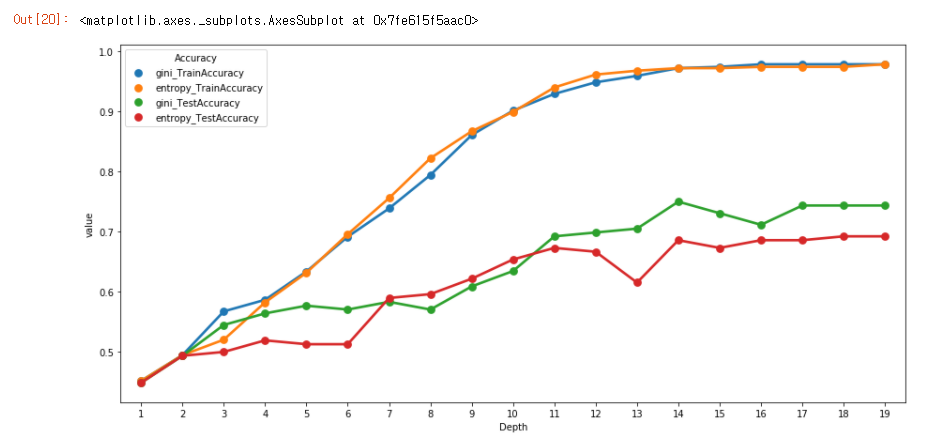 Out[20]: <matplotlib.axes._subplots.AxesSubplot at 0x7fe615f5aac0>
Accuracy
gini_TrainAccuracy
entropy_TrainAccuracy
gini_TestAccuracy
entropy_TestAccuracy
1.0
0.9
0.8
0.7
0.6
0.5
value
1 2 3 4 5 6 7 8 9 10 11 12 13 14 15 16 17 18 19
Depth